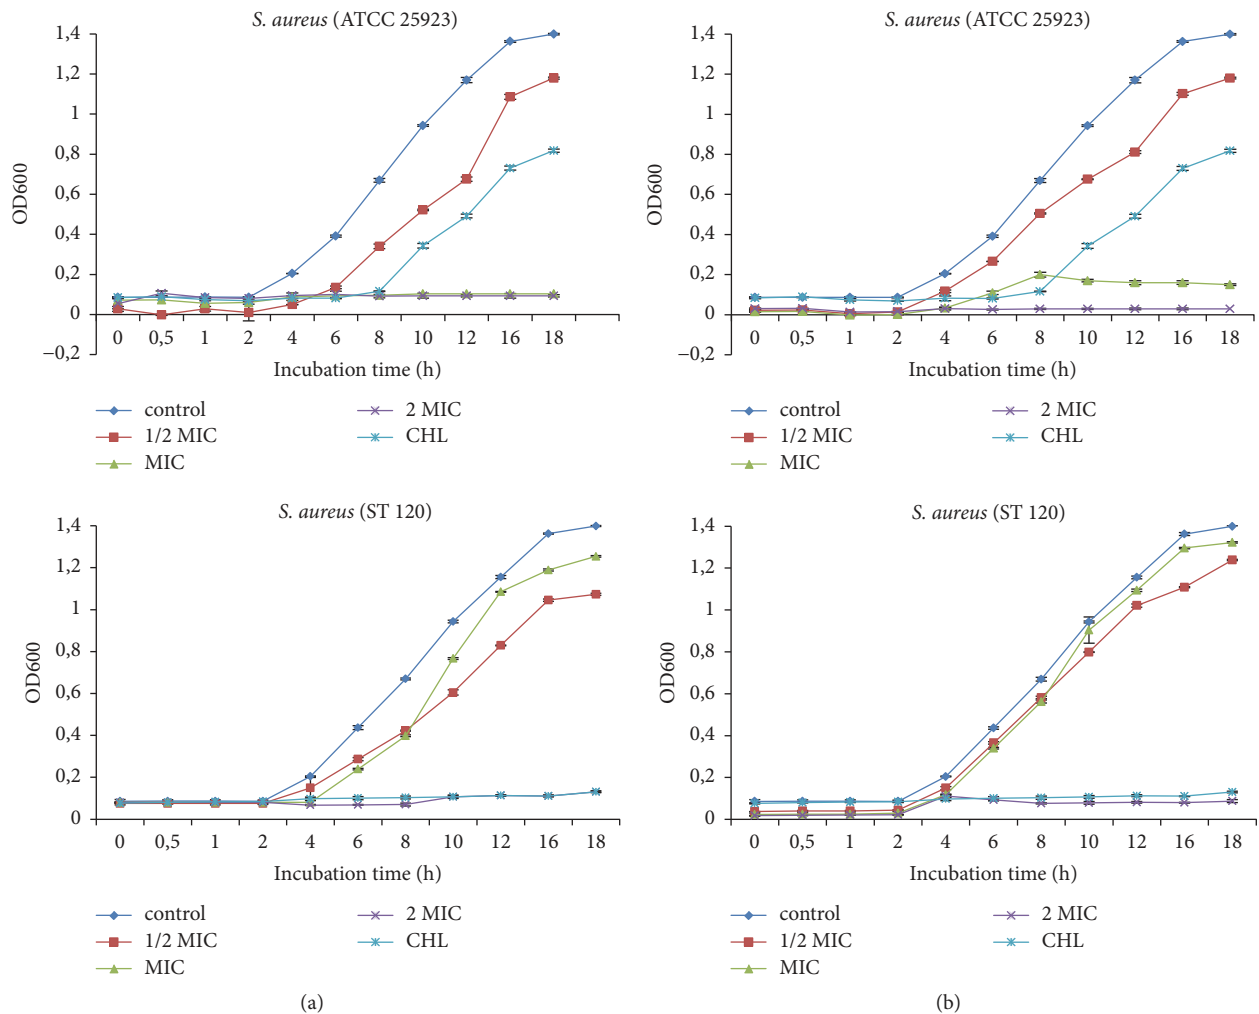 S. aureus (ATCC 25923)
1,4
1,2
1
0,8
0,6
0,4
0,2
0
−0,2
OD600
0 0,5 1 2 4 6 8 10 12 16 18
Incubation time (h)
control
1/2 MIC
MIC
2 MIC
CHL
S. aureus (ATCC 25923)
1,4
1,2
1
0,8
0,6
0,4
0,2
0
−0,2
OD600
0 0,5 1 2 4 6 8 10 12 16 18
Incubation time (h)
control
1/2 MIC
MIC
2 MIC
CHL
S. aureus (ST 120)
1,4
1,2
1
0,8
0,6
0,4
0,2
0
OD600
0 0,5 1 2 4 6 8 10 12 16 18
Incubation time (h)
control
1/2 MIC
MIC
2 MIC
CHL
(a)
S. aureus (ST 120)
1,4
1,2
1
0,8
0,6
0,4
0,2
0
OD600
0 0,5 1 2 4 6 8 10 12 16 18
Incubation time (h)
control
1/2 MIC
MIC
2 MIC
CHL
(b)